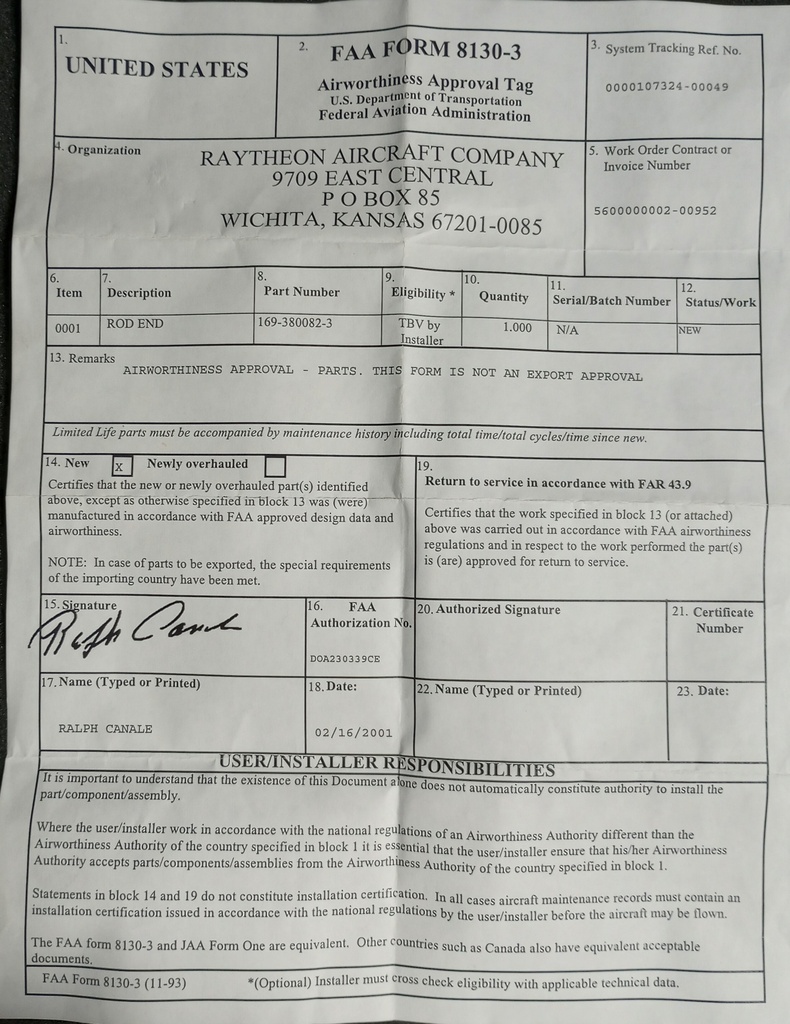 1.
UNITED STATES
2.
FAA FORM 8130-3
Airworthiness Approval Tag
U.S. Department of Transportation
Federal Aviation Administration
3. System Tracking Ref. No.
0000107324-00049
4. Organization
RAYTHEON AIRCRAFT COMPANY
9709 EAST CENTRAL
P O BOX 85
WICHITA, KANSAS 67201-0085
5. Work Order Contract or
Invoice Number
5600000002-00952
6.
Item
7.
Description
8.
Part Number
9.
Eligibility *
10.
Quantity
11.
Serial/Batch Number
12.
Status/Work
0001
ROD END
169-380082-3
TBV by
Installer
1.000
N/A
NEW
13. Remarks
AIRWORTHINESS APPROVAL - PARTS. THIS FORM IS NOT AN EXPORT APPROVAL
Limited Life parts must be accompanied by maintenance history including total time/total cycles/time since new.
14. New X Newly overhauled
Certifies that the new or newly overhauled part(s) identified
above, except as otherwise specified in block 13 was (were)
manufactured in accordance with FAA approved design data and
airworthiness.
NOTE: In case of parts to be exported, the special requirements
of the importing country have been met.
19.
Return to service in accordance with FAR 43.9
Certifies that the work specified in block 13 (or attached)
above was carried out in accordance with FAA airworthiness
regulations and in respect to the work performed the part(s)
is (are) approved for return to service.
15. Signature
Ralph Canale
16. FAA
Authorization No.
DOA230339CE
20. Authorized Signature
21. Certificate
Number
17. Name (Typed or Printed)
RALPH CANALE
18. Date:
02/16/2001
22. Name (Typed or Printed)
23. Date:
USER/INSTALLER RESPONSIBILITIES
It is important to understand that the existence of this Document alone does not automatically constitute authority to install the
part/component/assembly.
Where the user/installer work in accordance with the national regulations of an Airworthiness Authority different than the
Airworthiness Authority of the country specified in block 1 it is essential that the user/installer ensure that his/her Airworthiness
Authority accepts parts/components/assemblies from the Airworthiness Authority of the country specified in block 1.
Statements in block 14 and 19 do not constitute installation certification. In all cases aircraft maintenance records must contain an
installation certification issued in accordance with the national regulations by the user/installer before the aircraft may be flown.
The FAA form 8130-3 and JAA Form One are equivalent. Other countries such as Canada also have equivalent acceptable
documents.
FAA Form 8130-3 (11-93)
*(Optional) Installer must cross check eligibility with applicable technical data.